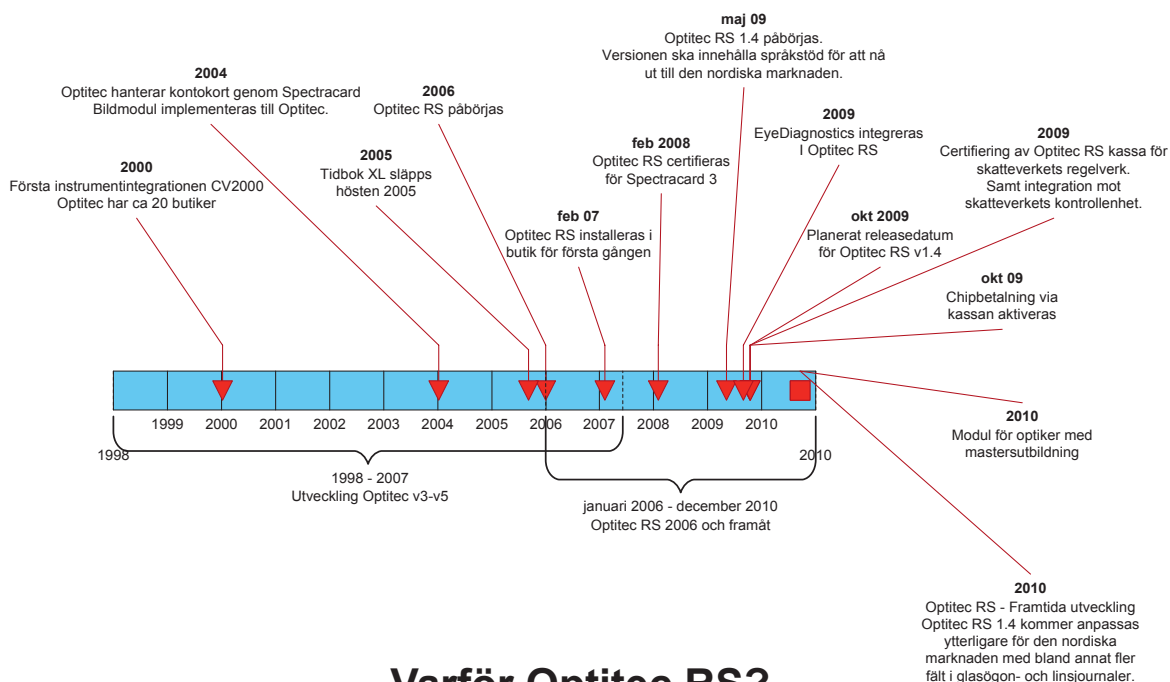 maj 09
Optitec RS 1.4 påbörjas.
Versionen ska innehålla språkstöd för att nå
ut till den nordiska marknaden.
2004
Optitec hanterar kontokort genom Spectracard
Bildmodul implementeras till Optitec.
2006
Optitec RS påbörjas
2009
EyeDiagnostics integreras
I Optitec RS
2009
Certifiering av Optitec RS kassa för
skatteverkets regelverk.
Samt integration mot
skatteverkets kontrollenhet.
feb 2008
Optitec RS certifieras
för Spectracard 3
2005
Tidbok XL släpps
hösten 2005
2000
Första instrumentintegrationen CV2000
Optitec har ca 20 butiker
feb 07
Optitec RS installeras i
butik för första gången
okt 2009
Planerat releasedatum
för Optitec RS v1.4
okt 09
Chipbetalning via
kassan aktiveras
1999 2000 2001 2002 2003 2004 2005 2006 2007 2008 2009 2010
1998 2010
2010
Modul för optiker med
mastersutbildning
1998 - 2007
Utveckling Optitec v3-v5
januari 2006 - december 2010
Optitec RS 2006 och framåt
2010
Optitec RS - Framtida utveckling
Optitec RS 1.4 kommer anpassas
ytterligare för den nordiska
marknaden med bland annat fler
fält i glasögon- och linsjournaler.
Varför Optitec RS?